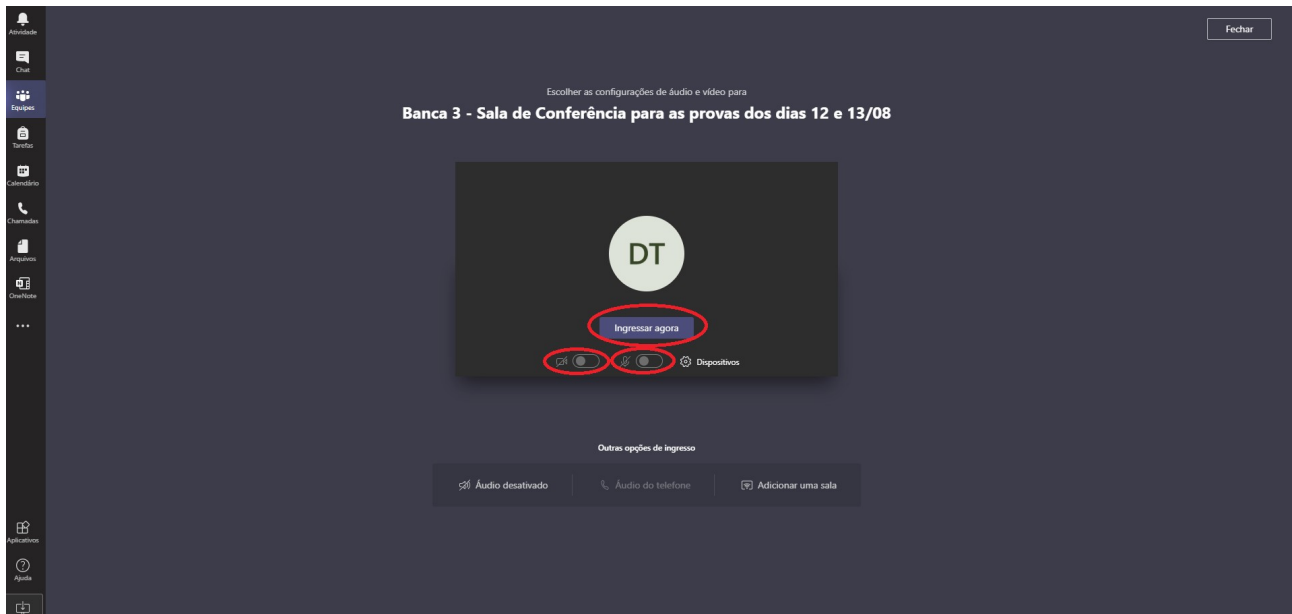 Atividade
Chat
Equipes
Tarefas
Calendário
Chamadas
Arquivos
OneNote
Aplicativos
Ajuda
Fechar
Escolher as configurações de áudio e vídeo para
Banca 3 - Sala de Conferência para as provas dos dias 12 e 13/08
DT
Ingressar agora
Dispositivos
Outras opções de ingresso
Áudio desativado
Áudio do telefone
Adicionar uma sala